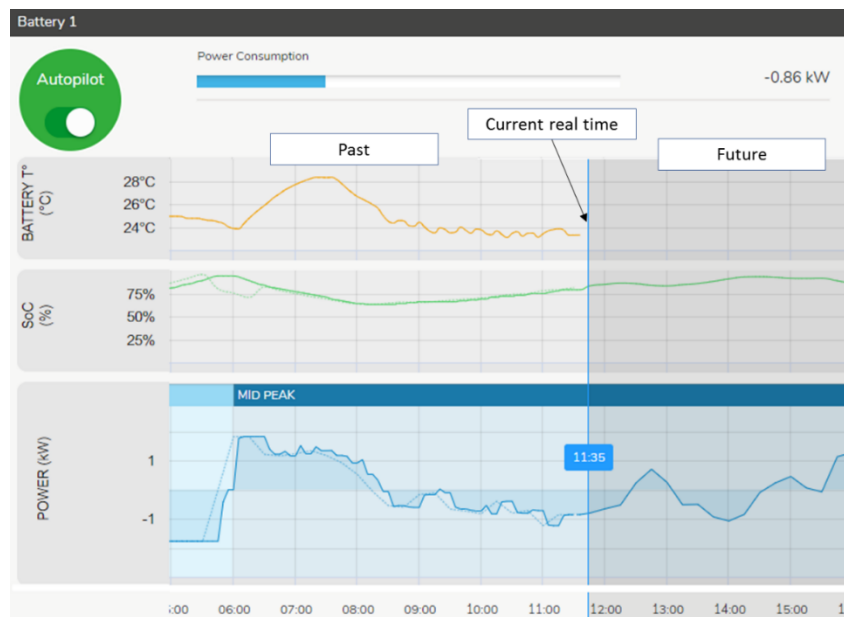 Battery 1
Autopilot
Power Consumption
-0.86 kW
Current real time
Past
Future
BATTERY T°
(°C)
28°C
26°C
24°C
SoC
(%)
75%
50%
25%
MID PEAK
POWER (kW)
1
11:35
-1
:00 06:00 07:00 08:00 09:00 10:00 11:00 12:00 13:00 14:00 15:00 1